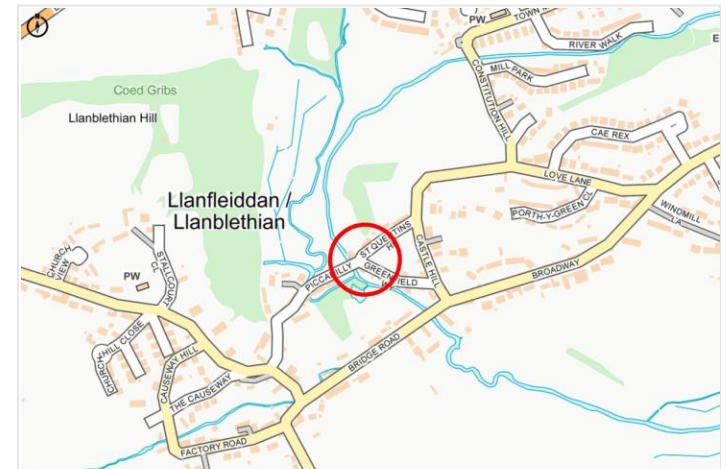 PW
TOWN
RIVER WALK
MILL PARK
E
CONSTITUTION HILL
Coed Gribs
Llanblethian Hill
CAE REX
LOVE LANE
Llanfleiddan /
Llanblethian
PORTH-Y-GREEN CL
WINDMILL
LA
CHURCH
VIEW
STALLCOURT
CL
PW
ST QUENTINS
CASTLE HILL
PICCADILLY
GREENFIELD
BROADWAY
BRIDGE ROAD
CHURCH
HILL CLOSE
CAUSEWAY HILL
THE CAUSEWAY
FACTORY ROAD